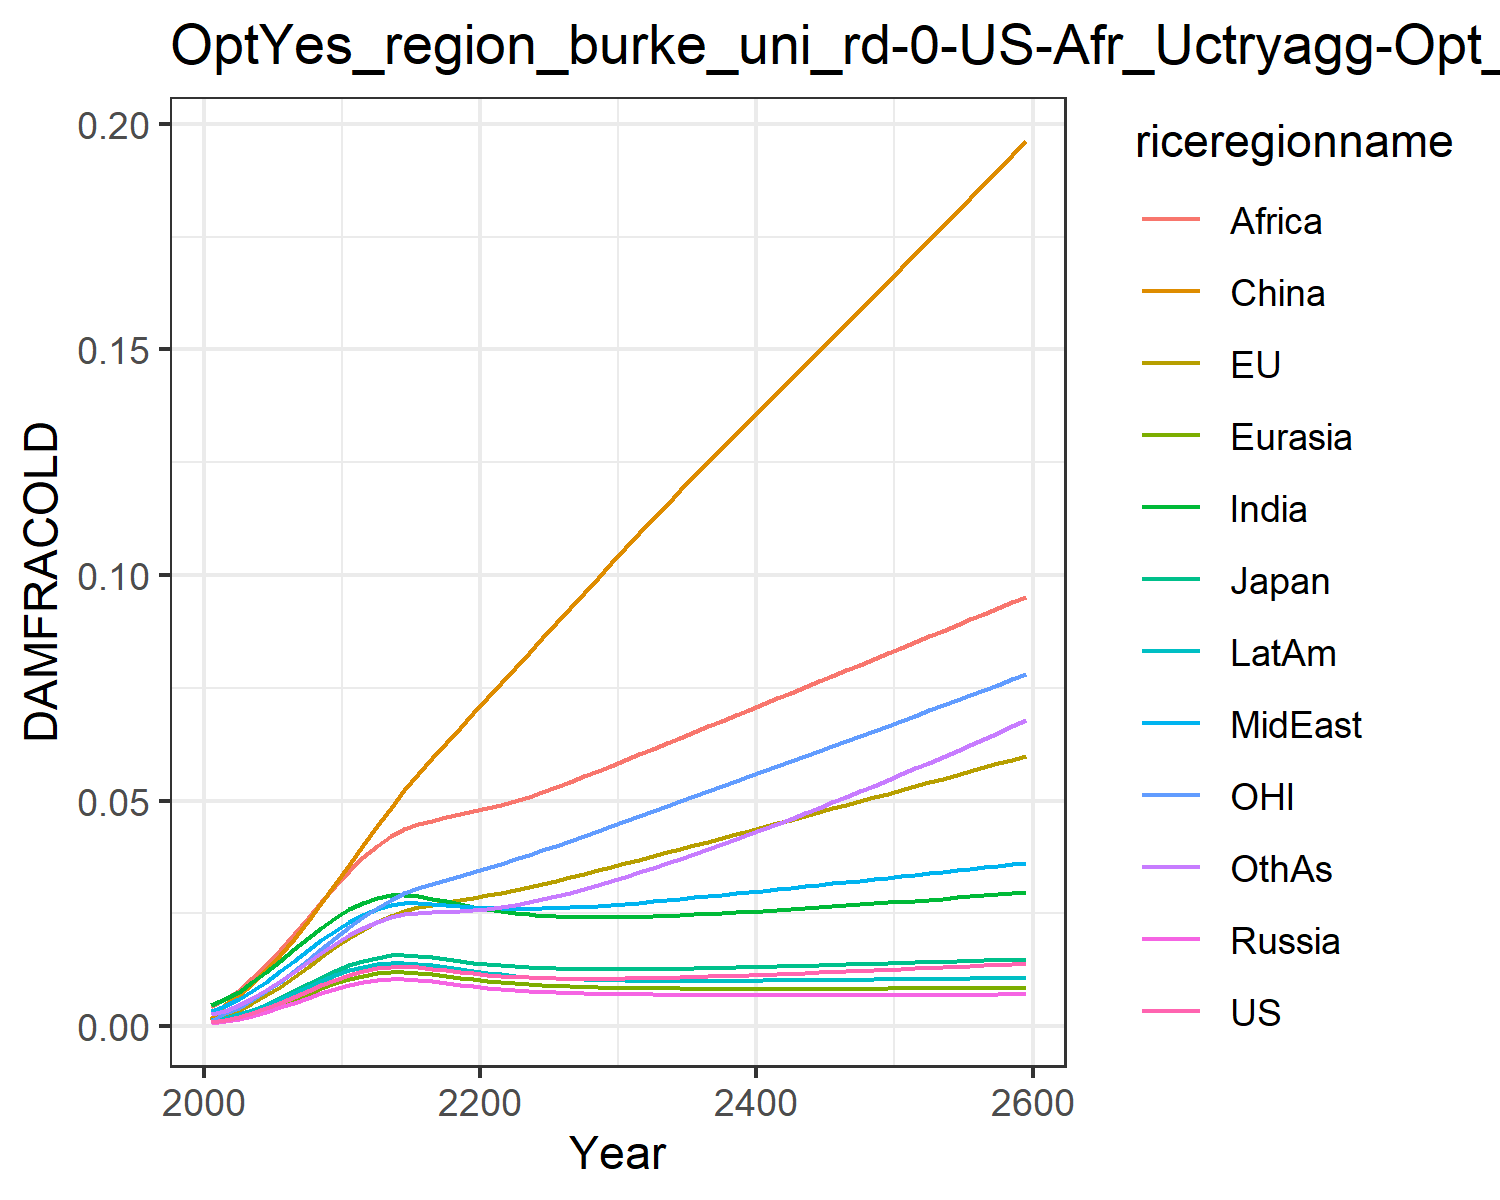 OptYes_region_burke_uni_rd-0-US-Afr_Uctryagg-Opt_
DAMFRACOLD
0.20
0.15
0.10
0.05
0.00
2000 2200 2400 2600
Year
riceregionname
Africa
China
EU
Eurasia
India
Japan
LatAm
MidEast
OHI
OthAs
Russia
US